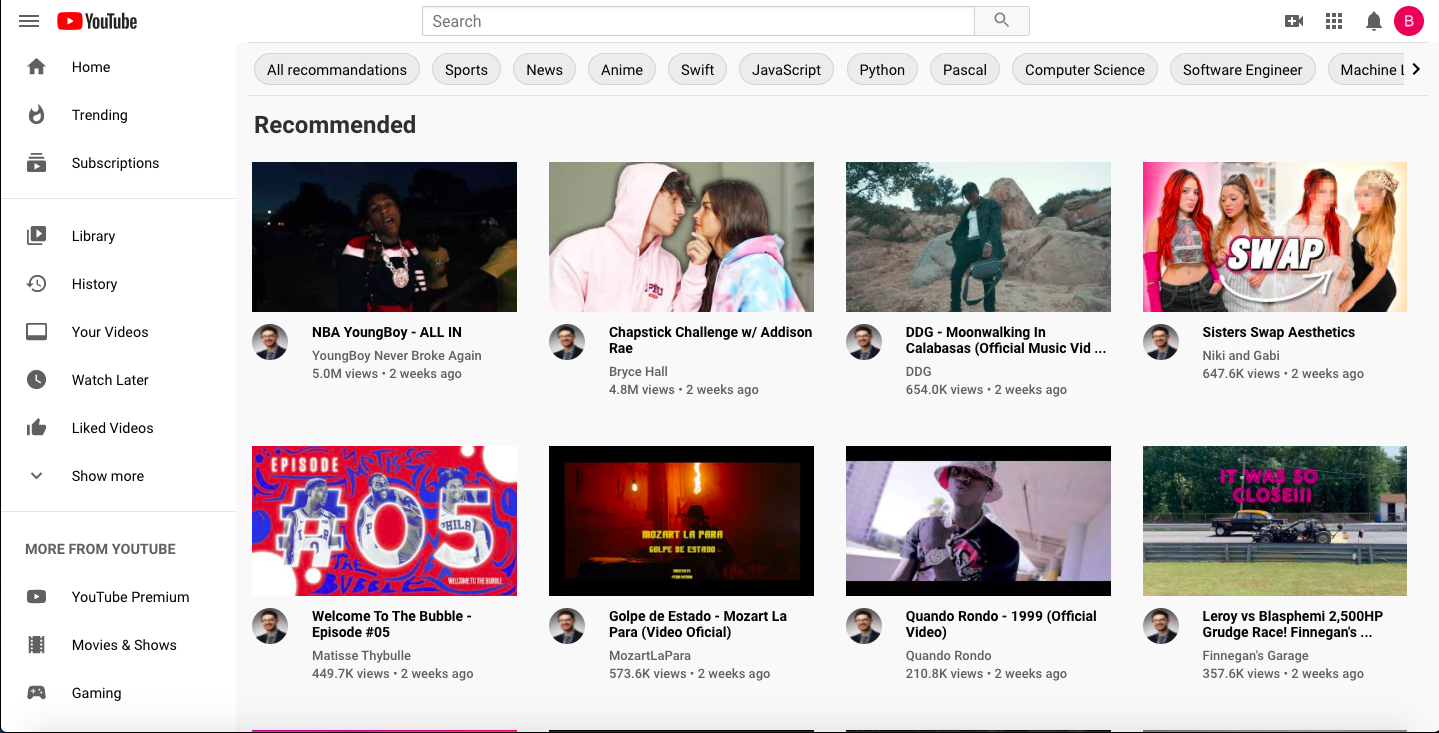 YouTube
Search
B
Home
Trending
Subscriptions
Library
History
Your Videos
Watch Later
Liked Videos
Show more
MORE FROM YOUTUBE
YouTube Premium
Movies & Shows
Gaming
All recommandations
Sports
News
Anime
Swift
JavaScript
Python
Pascal
Computer Science
Software Engineer
Machine L
Recommended
NBA YoungBoy - ALL IN
YoungBoy Never Broke Again
5.0M views • 2 weeks ago
Chapstick Challenge w/ Addison
Rae
Bryce Hall
4.8M views • 2 weeks ago
DDG - Moonwalking In
Calabasas (Official Music Vid ...
DDG
654.0K views • 2 weeks ago
SWAP
Sisters Swap Aesthetics
Niki and Gabi
647.6K views • 2 weeks ago
EPISODE
MATISSE
#05
PHILA
THE
BUBBLE
WELCOME TO THE BUBBLE
Welcome To The Bubble -
Episode #05
Matisse Thybulle
449.7K views • 2 weeks ago
MOZART LA PARA
GOLPE DE ESTADO
Golpe de Estado - Mozart La
Para (Video Oficial)
MozartLaPara
573.6K views • 2 weeks ago
Quando Rondo - 1999 (Official
Video)
Quando Rondo
210.8K views • 2 weeks ago
IT WAS SO
CLOSE!!!
Leroy vs Blasphemi 2,500HP
Grudge Race! Finnegan's ...
Finnegan's Garage
357.6K views • 2 weeks ago